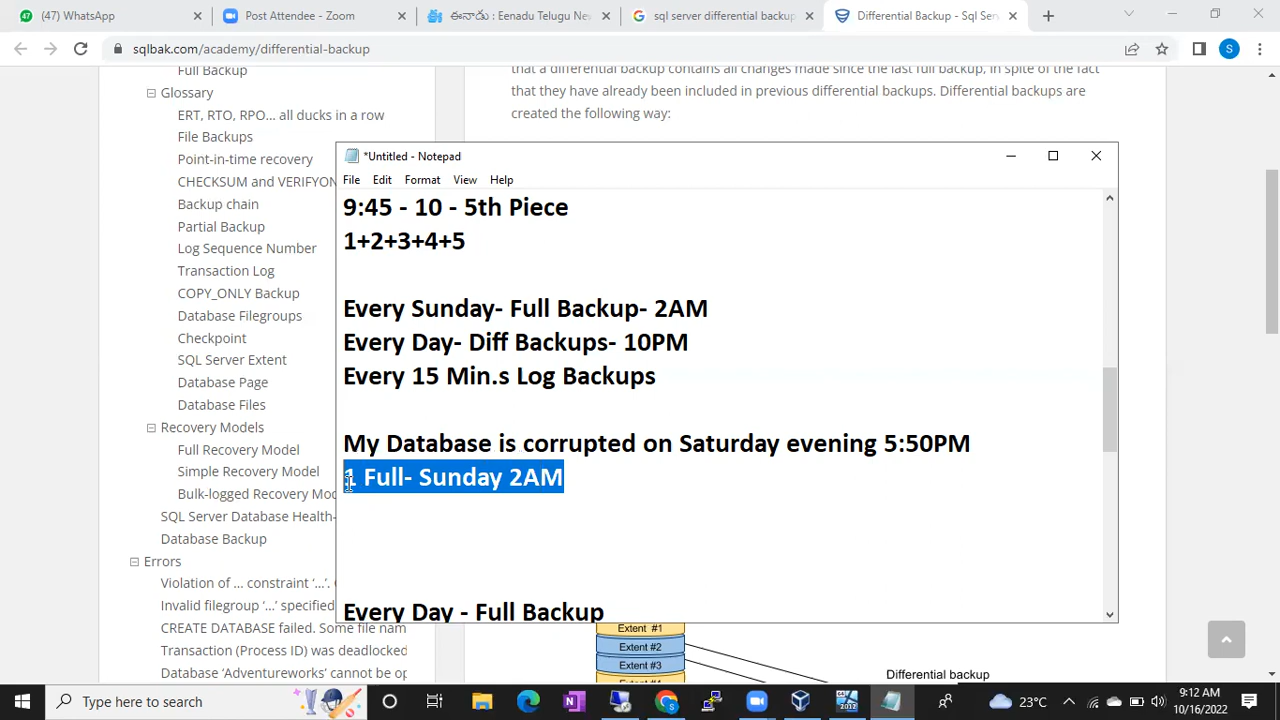 (47) WhatsApp
Post Attendee - Zoom
ఈనాడు : Eenadu Telugu Ne
sql server differential backup
Differential Backup - Sql Ser
sqlbak.com/academy/differential-backup
S
Full Backup
Glossary
ERT, RTO, RPO... all ducks in a row
File Backups
Point-in-time recovery
CHECKSUM and VERIFYON
Backup chain
Partial Backup
Log Sequence Number
Transaction Log
COPY_ONLY Backup
Database Filegroups
Checkpoint
SQL Server Extent
Database Page
Database Files
Recovery Models
Full Recovery Model
Simple Recovery Model
Bulk-logged Recovery Mod
SQL Server Database Health-
Database Backup
Errors
Violation of ... constraint '...'.
Invalid filegroup '...' specified
CREATE DATABASE failed. Some file nam
Transaction (Process ID) was deadlocked
Database 'Adventureworks' cannot be op
that a differential backup contains all changes made since the last full backup, in spite of the fact
that they have already been included in previous differential backups. Differential backups are
created the following way:
*Untitled - Notepad
File Edit Format View Help
9:45 - 10 - 5th Piece
1+2+3+4+5
Every Sunday- Full Backup- 2AM
Every Day- Diff Backups- 10PM
Every 15 Min.s Log Backups
My Database is corrupted on Saturday evening 5:50PM
1 Full- Sunday 2AM
Every Day - Full Backup
Extent #1
Extent #2
Extent #3
Differential backup
Type here to search
23°C
9:12 AM
10/16/2022